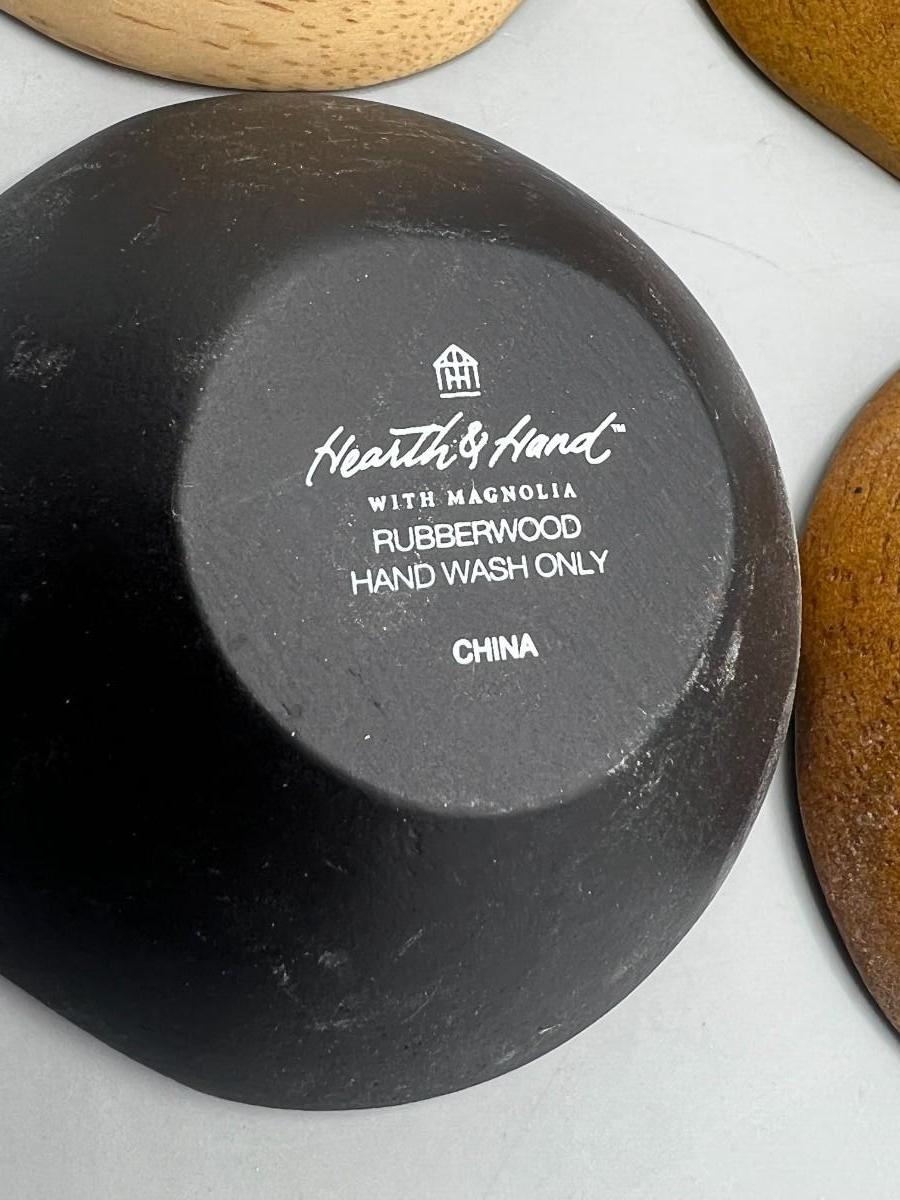 Hearth & Hand™
WITH MAGNOLIA
RUBBERWOOD
HAND WASH ONLY
CHINA